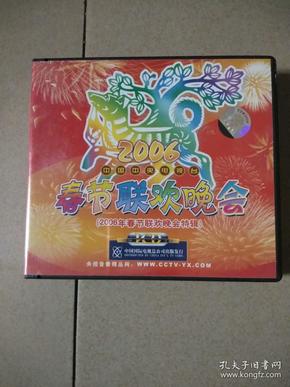 2006
中国中央电视台
春节联欢晚会
(2006年春节联欢晚会特辑)
中国国际电视总公司出版发行
央视音像精品网:WWW.CCTV-YX.COM
孔夫子旧书网